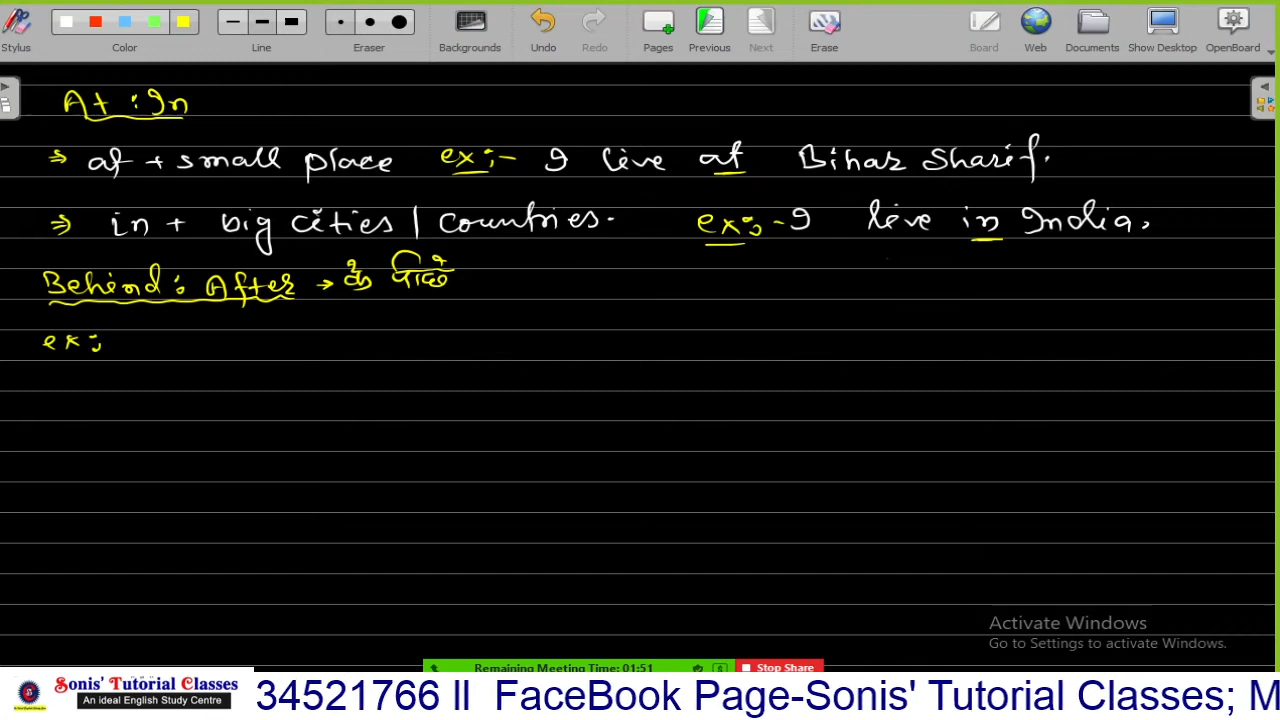 Stylus
Color
Line
Eraser
Backgrounds
Undo
Redo
Pages
Previous
Next
Erase
Board
Web
Documents
Show Desktop
OpenBoard
At : In
⇒ at + small place ex:- I live at Bihar Sharif.
⇒ in + big cities | countries. ex:- I live in India.
Behind : After → के पीछे
ex:
Activate Windows
Go to Settings to activate Windows.
Remaining Meeting Time: 01:51
Stop Share
Sonis' Tutorial Classes
An ideal English Study Centre
34521766 ll FaceBook Page-Sonis' Tutorial Classes; M